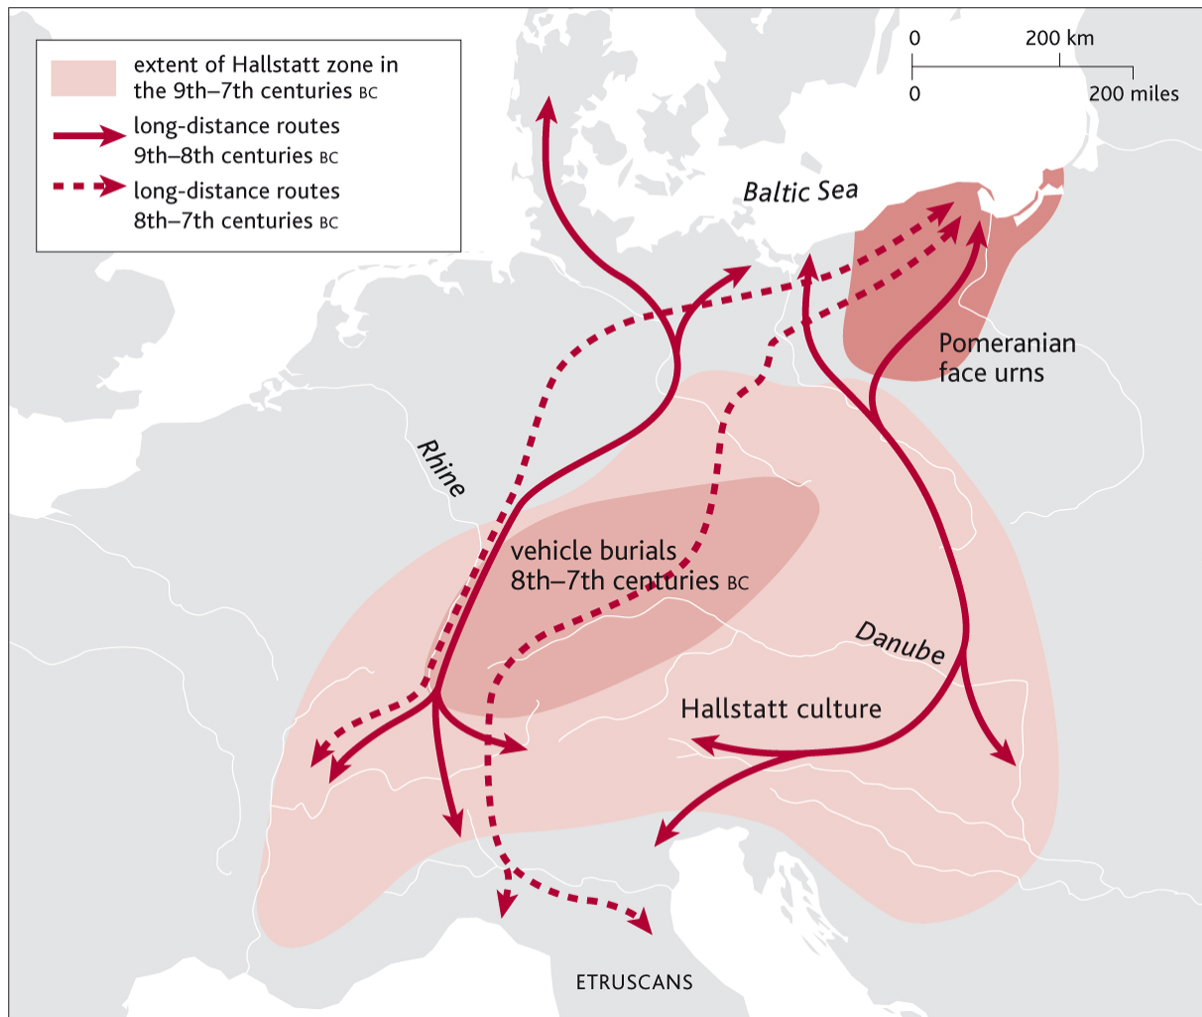 extent of Hallstatt zone in
the 9th–7th centuries BC
long-distance routes
9th–8th centuries BC
long-distance routes
8th–7th centuries BC
0 200 km
0 200 miles
Baltic Sea
Pomeranian
face urns
Rhine
vehicle burials
8th–7th centuries BC
Danube
Hallstatt culture
ETRUSCANS